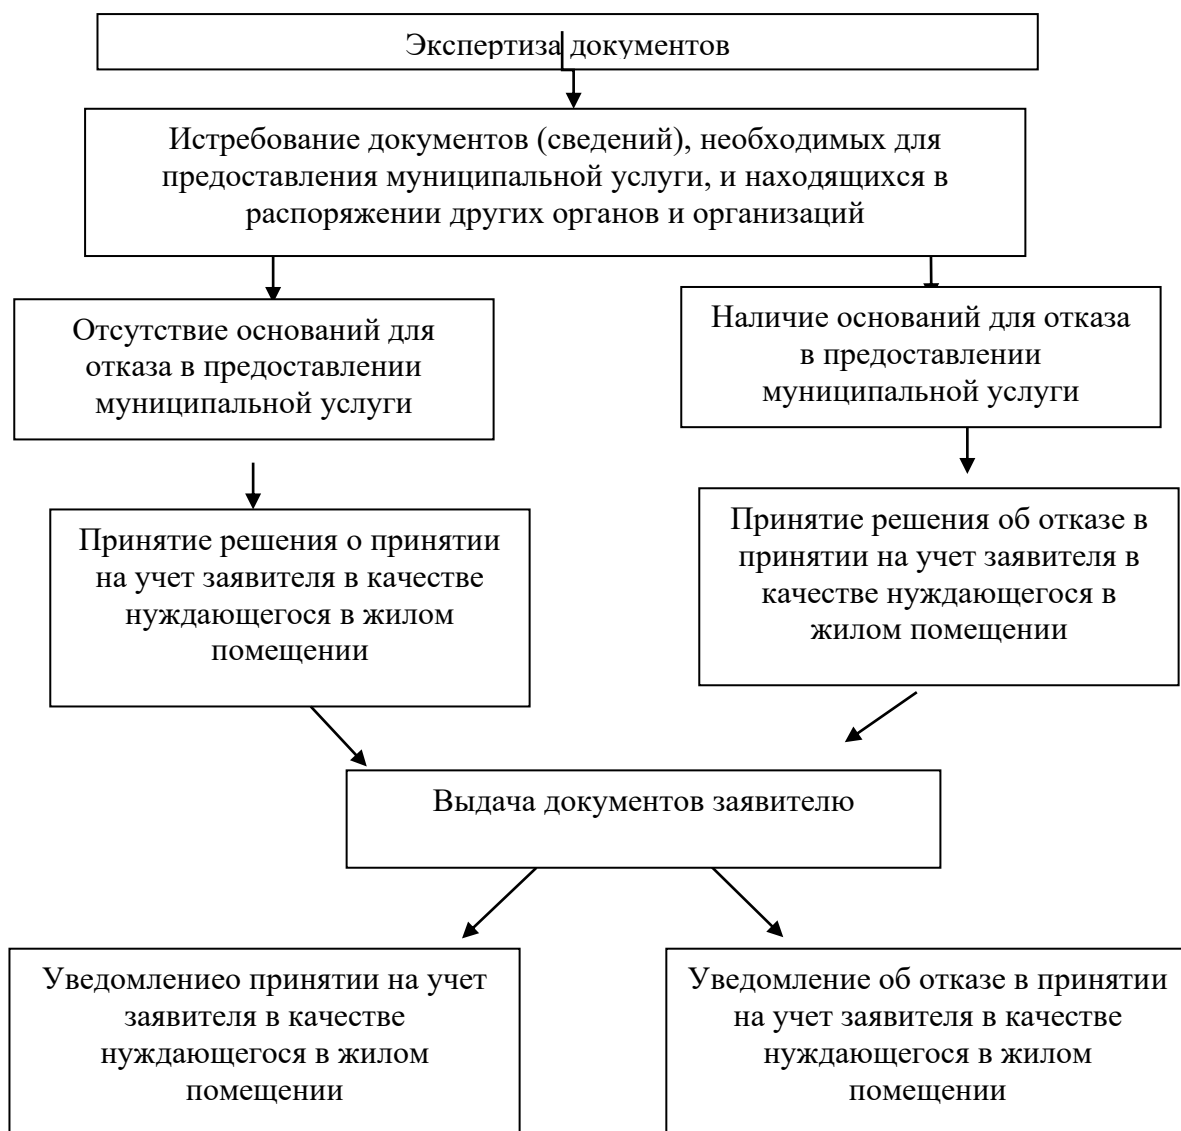 Экспертиза документов
Истребование документов (сведений), необходимых для
предоставления муниципальной услуги, и находящихся в
распоряжении других органов и организаций
Отсутствие оснований для
отказа в предоставлении
муниципальной услуги
Наличие оснований для отказа
в предоставлении
муниципальной услуги
Принятие решения о принятии
на учет заявителя в качестве
нуждающегося в жилом
помещении
Принятие решения об отказе в
принятии на учет заявителя в
качестве нуждающегося в
жилом помещении
Выдача документов заявителю
Уведомлениео принятии на учет
заявителя в качестве
нуждающегося в жилом
помещении
Уведомление об отказе в принятии
на учет заявителя в качестве
нуждающегося в жилом
помещении